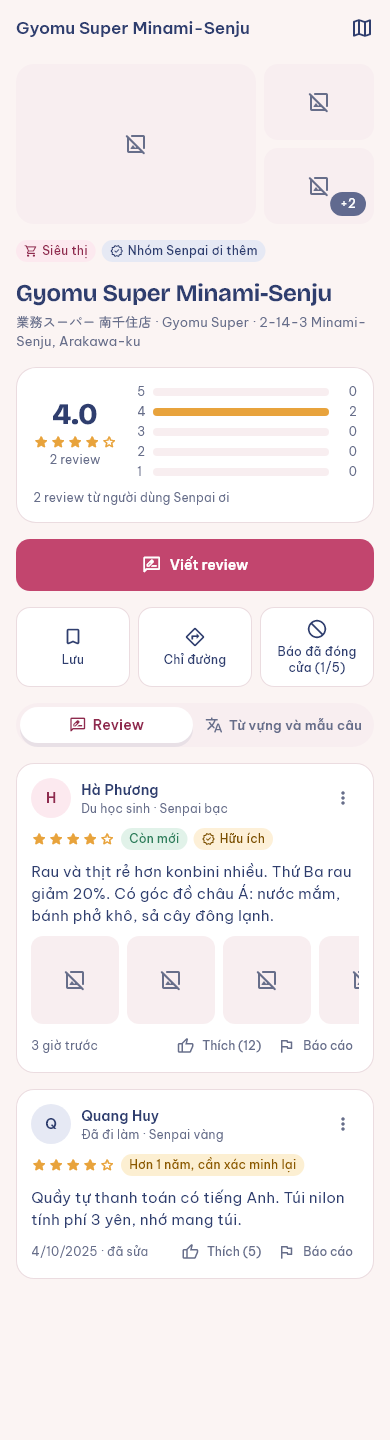 Gyomu Super Minami-Senju
+2
Siêu thị
Nhóm Senpai ơi thêm
Gyomu Super Minami-Senju
業務スーパー 南千住店 · Gyomu Super · 2-14-3 Minami-
Senju, Arakawa-ku
4.0
2 review
5 0
4 2
3 0
2 0
1 0
2 review từ người dùng Senpai ơi
Viết review
Lưu
Chỉ đường
Báo đã đóng
cửa (1/5)
Review
Từ vựng và mẫu câu
H
Hà Phương
Du học sinh · Senpai bạc
Còn mới
Hữu ích
Rau và thịt rẻ hơn konbini nhiều. Thứ Ba rau
giảm 20%. Có góc đồ châu Á: nước mắm,
bánh phở khô, sả cây đông lạnh.
3 giờ trước
Thích (12)
Báo cáo
Q
Quang Huy
Đã đi làm · Senpai vàng
Hơn 1 năm, cần xác minh lại
Quầy tự thanh toán có tiếng Anh. Túi nilon
tính phí 3 yên, nhớ mang túi.
4/10/2025 · đã sửa
Thích (5)
Báo cáo